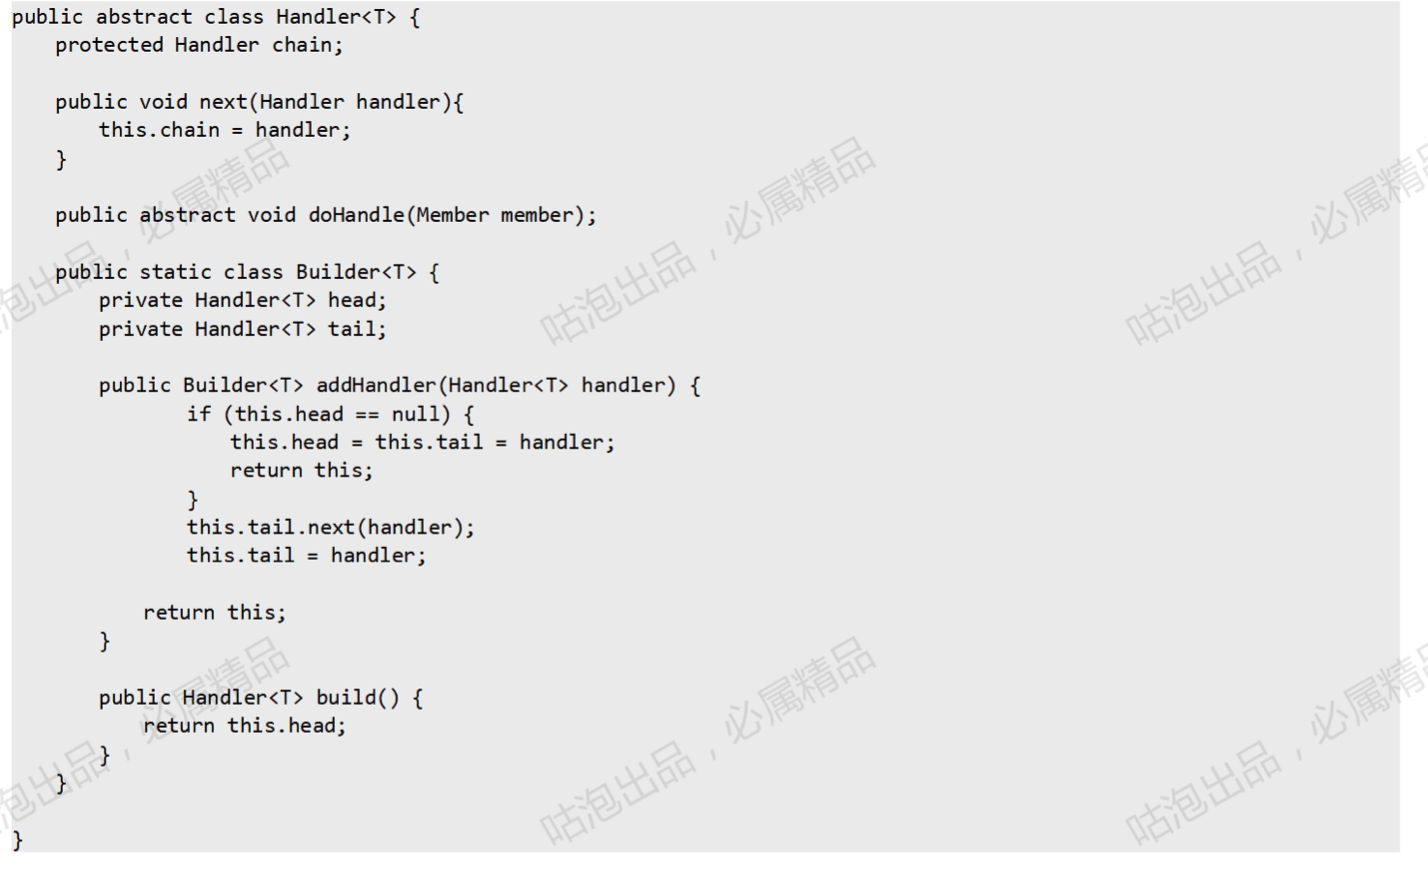 public abstract class Handler<T> {
    protected Handler chain;

    public void next(Handler handler){
        this.chain = handler;
    }

    public abstract void doHandle(Member member);

    public static class Builder<T> {
        private Handler<T> head;
        private Handler<T> tail;

        public Builder<T> addHandler(Handler<T> handler) {
                if (this.head == null) {
                    this.head = this.tail = handler;
                    return this;
                }
                this.tail.next(handler);
                this.tail = handler;

            return this;
        }

        public Handler<T> build() {
            return this.head;
        }
    }

}
咕泡出品，必属精品
咕泡出品，必属精品
咕泡出品，必属精品
咕泡出品，必属精品
泡出品，必属精品
泡出品，必属精品